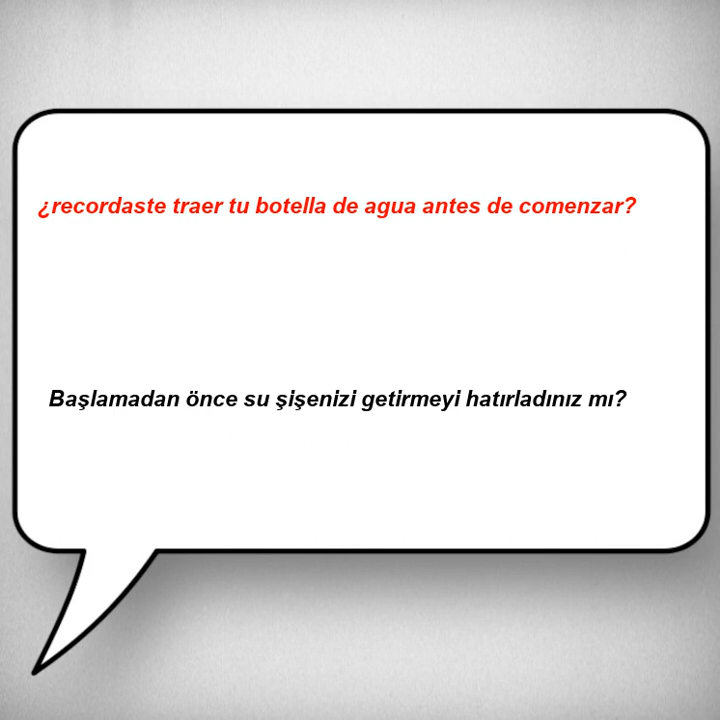 ¿recordaste traer tu botella de agua antes de comenzar?
Başlamadan önce su şişenizi getirmeyi hatırladınız mı?